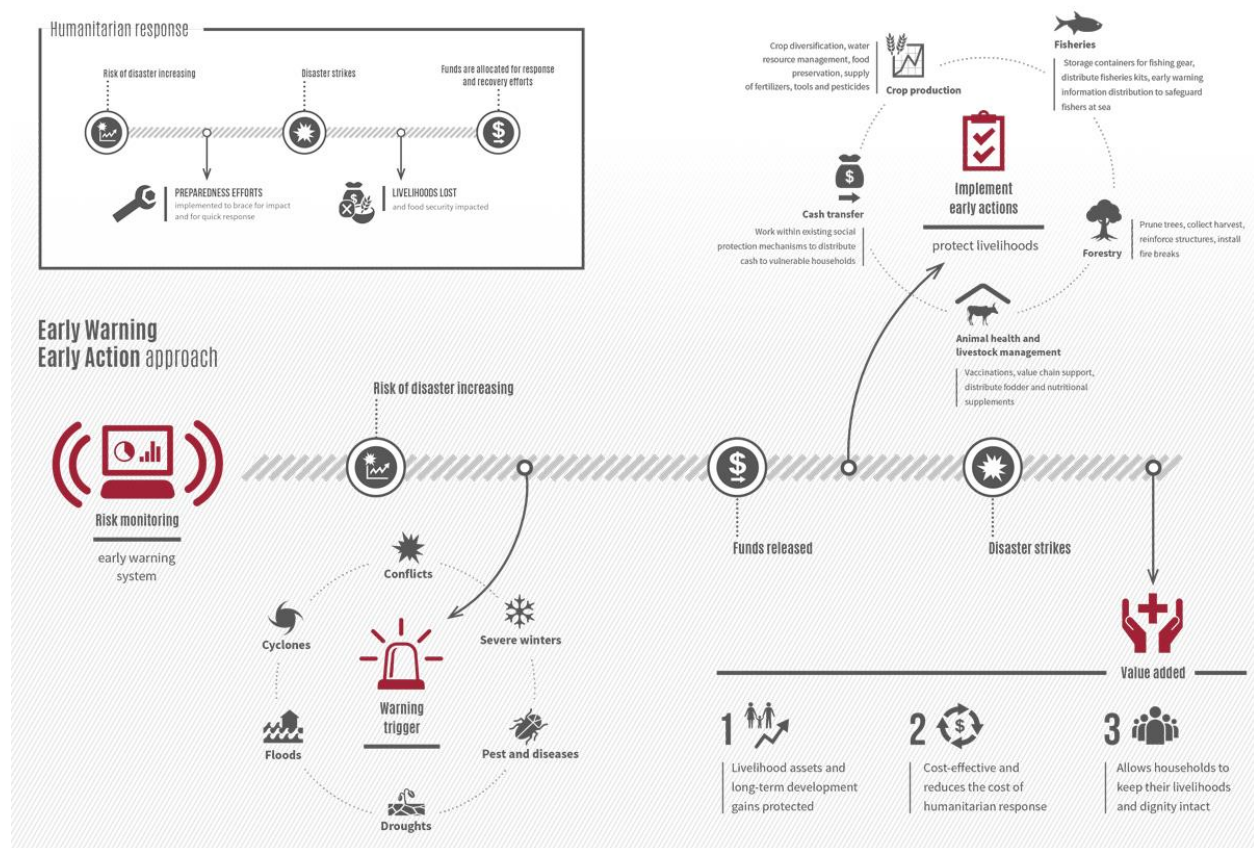 Humanitarian response
Risk of disaster increasing
Disaster strikes
Funds are allocated for response
and recovery efforts
PREPAREDNESS EFFORTS
implemented to brace for impact
and for quick response
LIVELIHOODS LOST
and food security impacted
Crop diversification, water
resource management, food
preservation, supply
of fertilizers, tools and pesticides
Crop production
Fisheries
Storage containers for fishing gear,
distribute fisheries kits, early warning
information distribution to safeguard
fishers at sea
Implement
early actions
protect livelihoods
Cash transfer
Work within existing social
protection mechanisms to distribute
cash to vulnerable households
Forestry
Prune trees, collect harvest,
reinforce structures, install
fire breaks
Animal health and
livestock management
Vaccinations, value chain support,
distribute fodder and nutritional
supplements
Early Warning
Early Action approach
Risk monitoring
early warning
system
Risk of disaster increasing
Funds released
Disaster strikes
Conflicts
Cyclones
Severe winters
Warning
trigger
Floods
Pest and diseases
Droughts
Value added
1
Livelihood assets and
long-term development
gains protected
2
Cost-effective and
reduces the cost of
humanitarian response
3
Allows households to
keep their livelihoods
and dignity intact